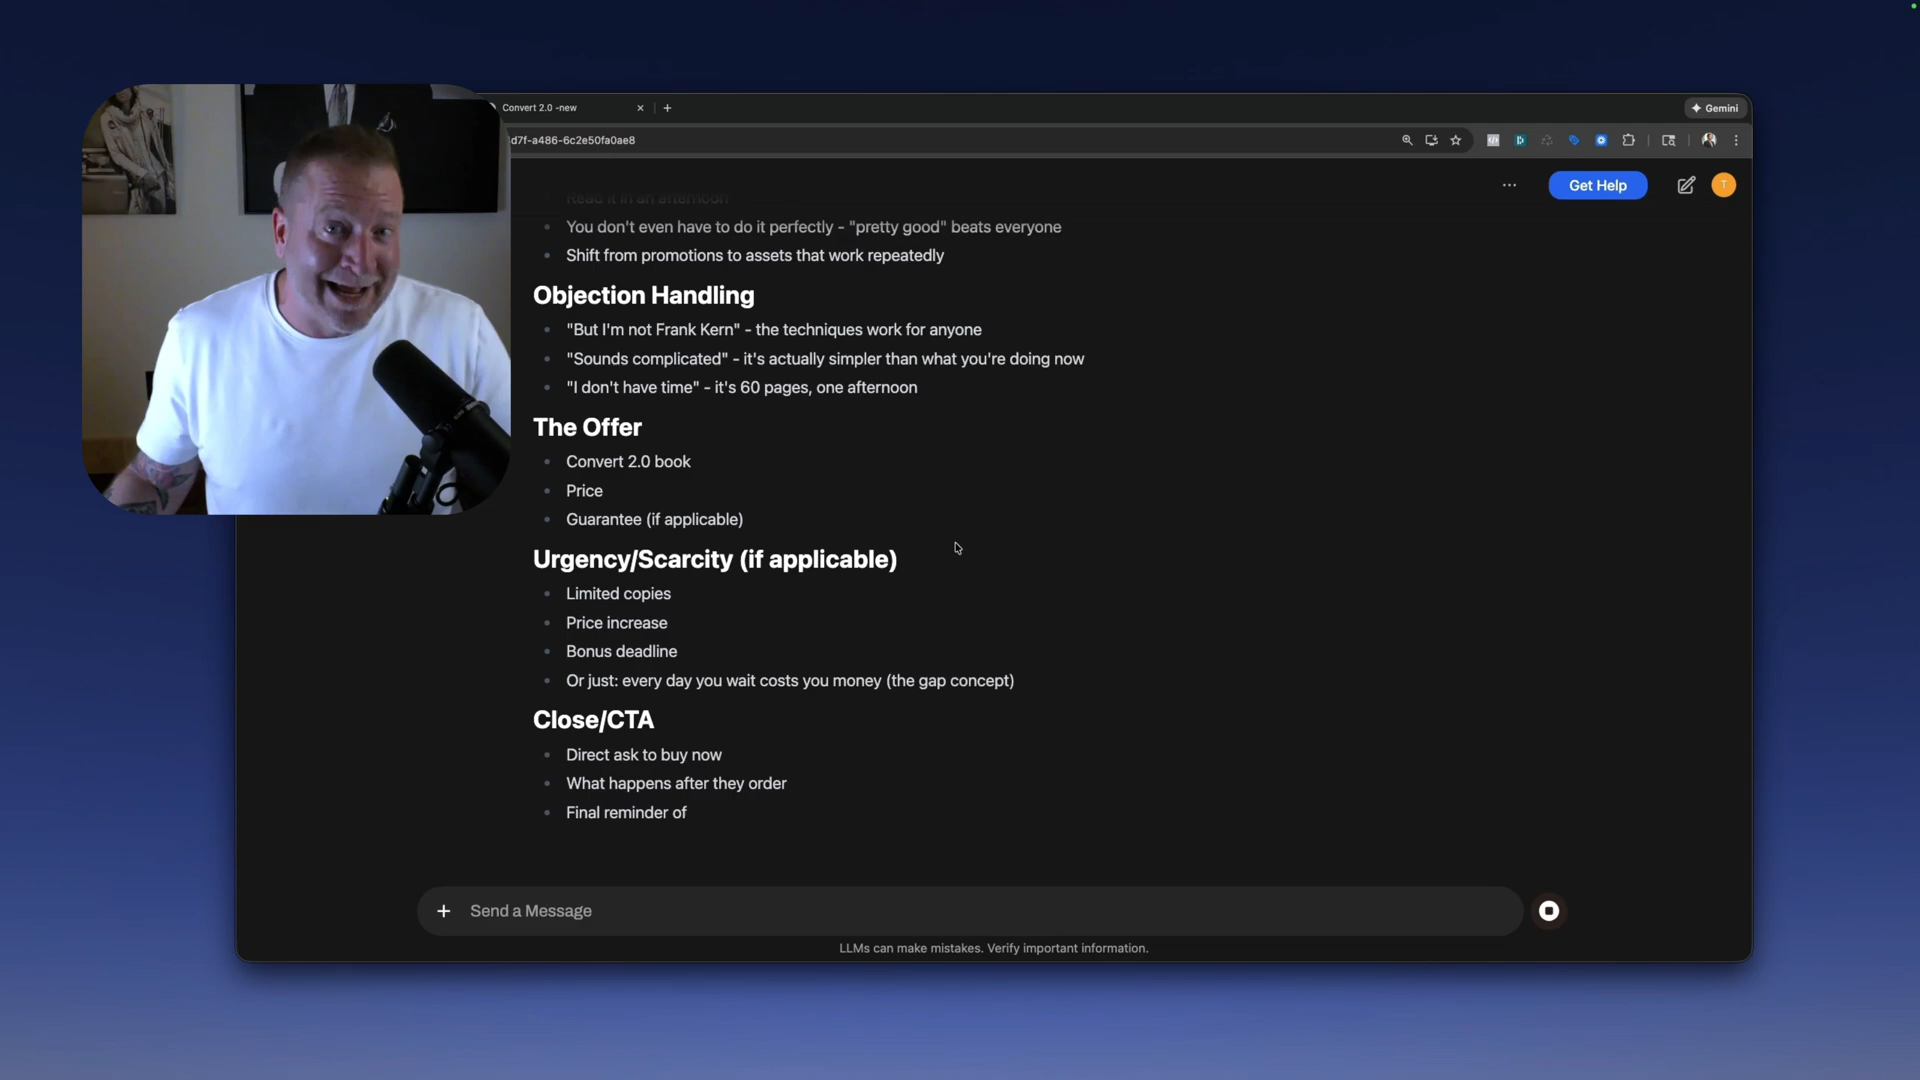 Convert 2.0 -new
Gemini
d7f-a486-6c2e50fa0ae8
Get Help
T
Read it in an afternoon
You don't even have to do it perfectly - "pretty good" beats everyone
Shift from promotions to assets that work repeatedly
Objection Handling
"But I'm not Frank Kern" - the techniques work for anyone
"Sounds complicated" - it's actually simpler than what you're doing now
"I don't have time" - it's 60 pages, one afternoon
The Offer
Convert 2.0 book
Price
Guarantee (if applicable)
Urgency/Scarcity (if applicable)
Limited copies
Price increase
Bonus deadline
Or just: every day you wait costs you money (the gap concept)
Close/CTA
Direct ask to buy now
What happens after they order
Final reminder of
Send a Message
LLMs can make mistakes. Verify important information.